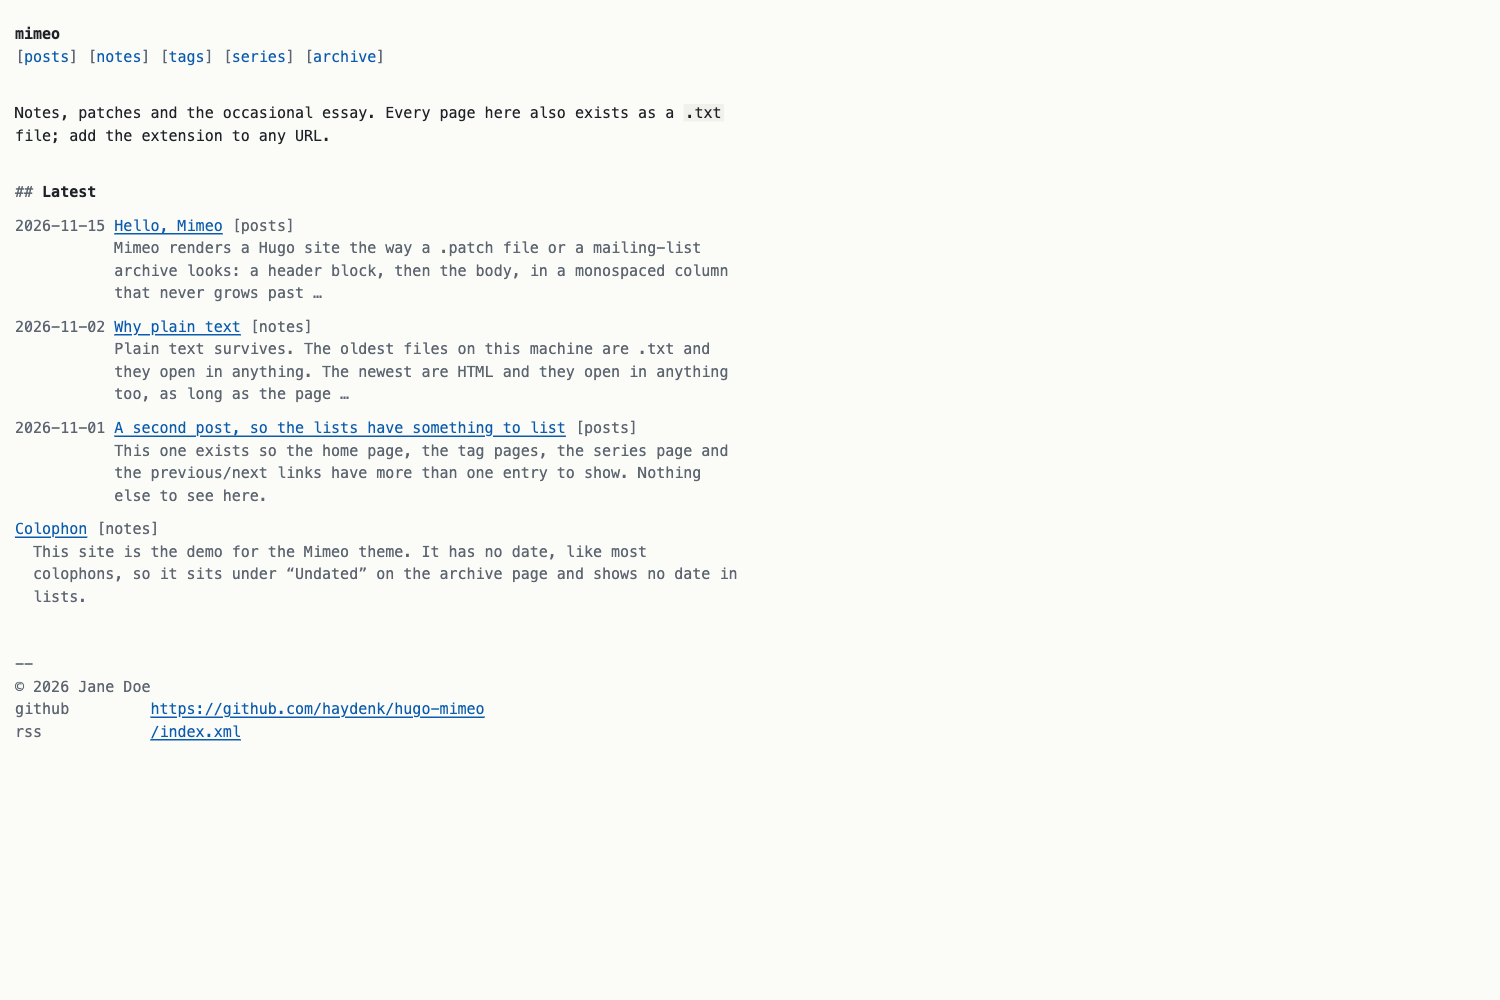 mimeo
[posts] [notes] [tags] [series] [archive]
Notes, patches and the occasional essay. Every page here also exists as a .txt
file; add the extension to any URL.
## Latest
2026-11-15 Hello, Mimeo [posts]
Mimeo renders a Hugo site the way a .patch file or a mailing-list
archive looks: a header block, then the body, in a monospaced column
that never grows past …
2026-11-02 Why plain text [notes]
Plain text survives. The oldest files on this machine are .txt and
they open in anything. The newest are HTML and they open in anything
too, as long as the page …
2026-11-01 A second post, so the lists have something to list [posts]
This one exists so the home page, the tag pages, the series page and
the previous/next links have more than one entry to show. Nothing
else to see here.
Colophon [notes]
This site is the demo for the Mimeo theme. It has no date, like most
colophons, so it sits under “Undated” on the archive page and shows no date in
lists.
--
© 2026 Jane Doe
github https://github.com/haydenk/hugo-mimeo
rss /index.xml